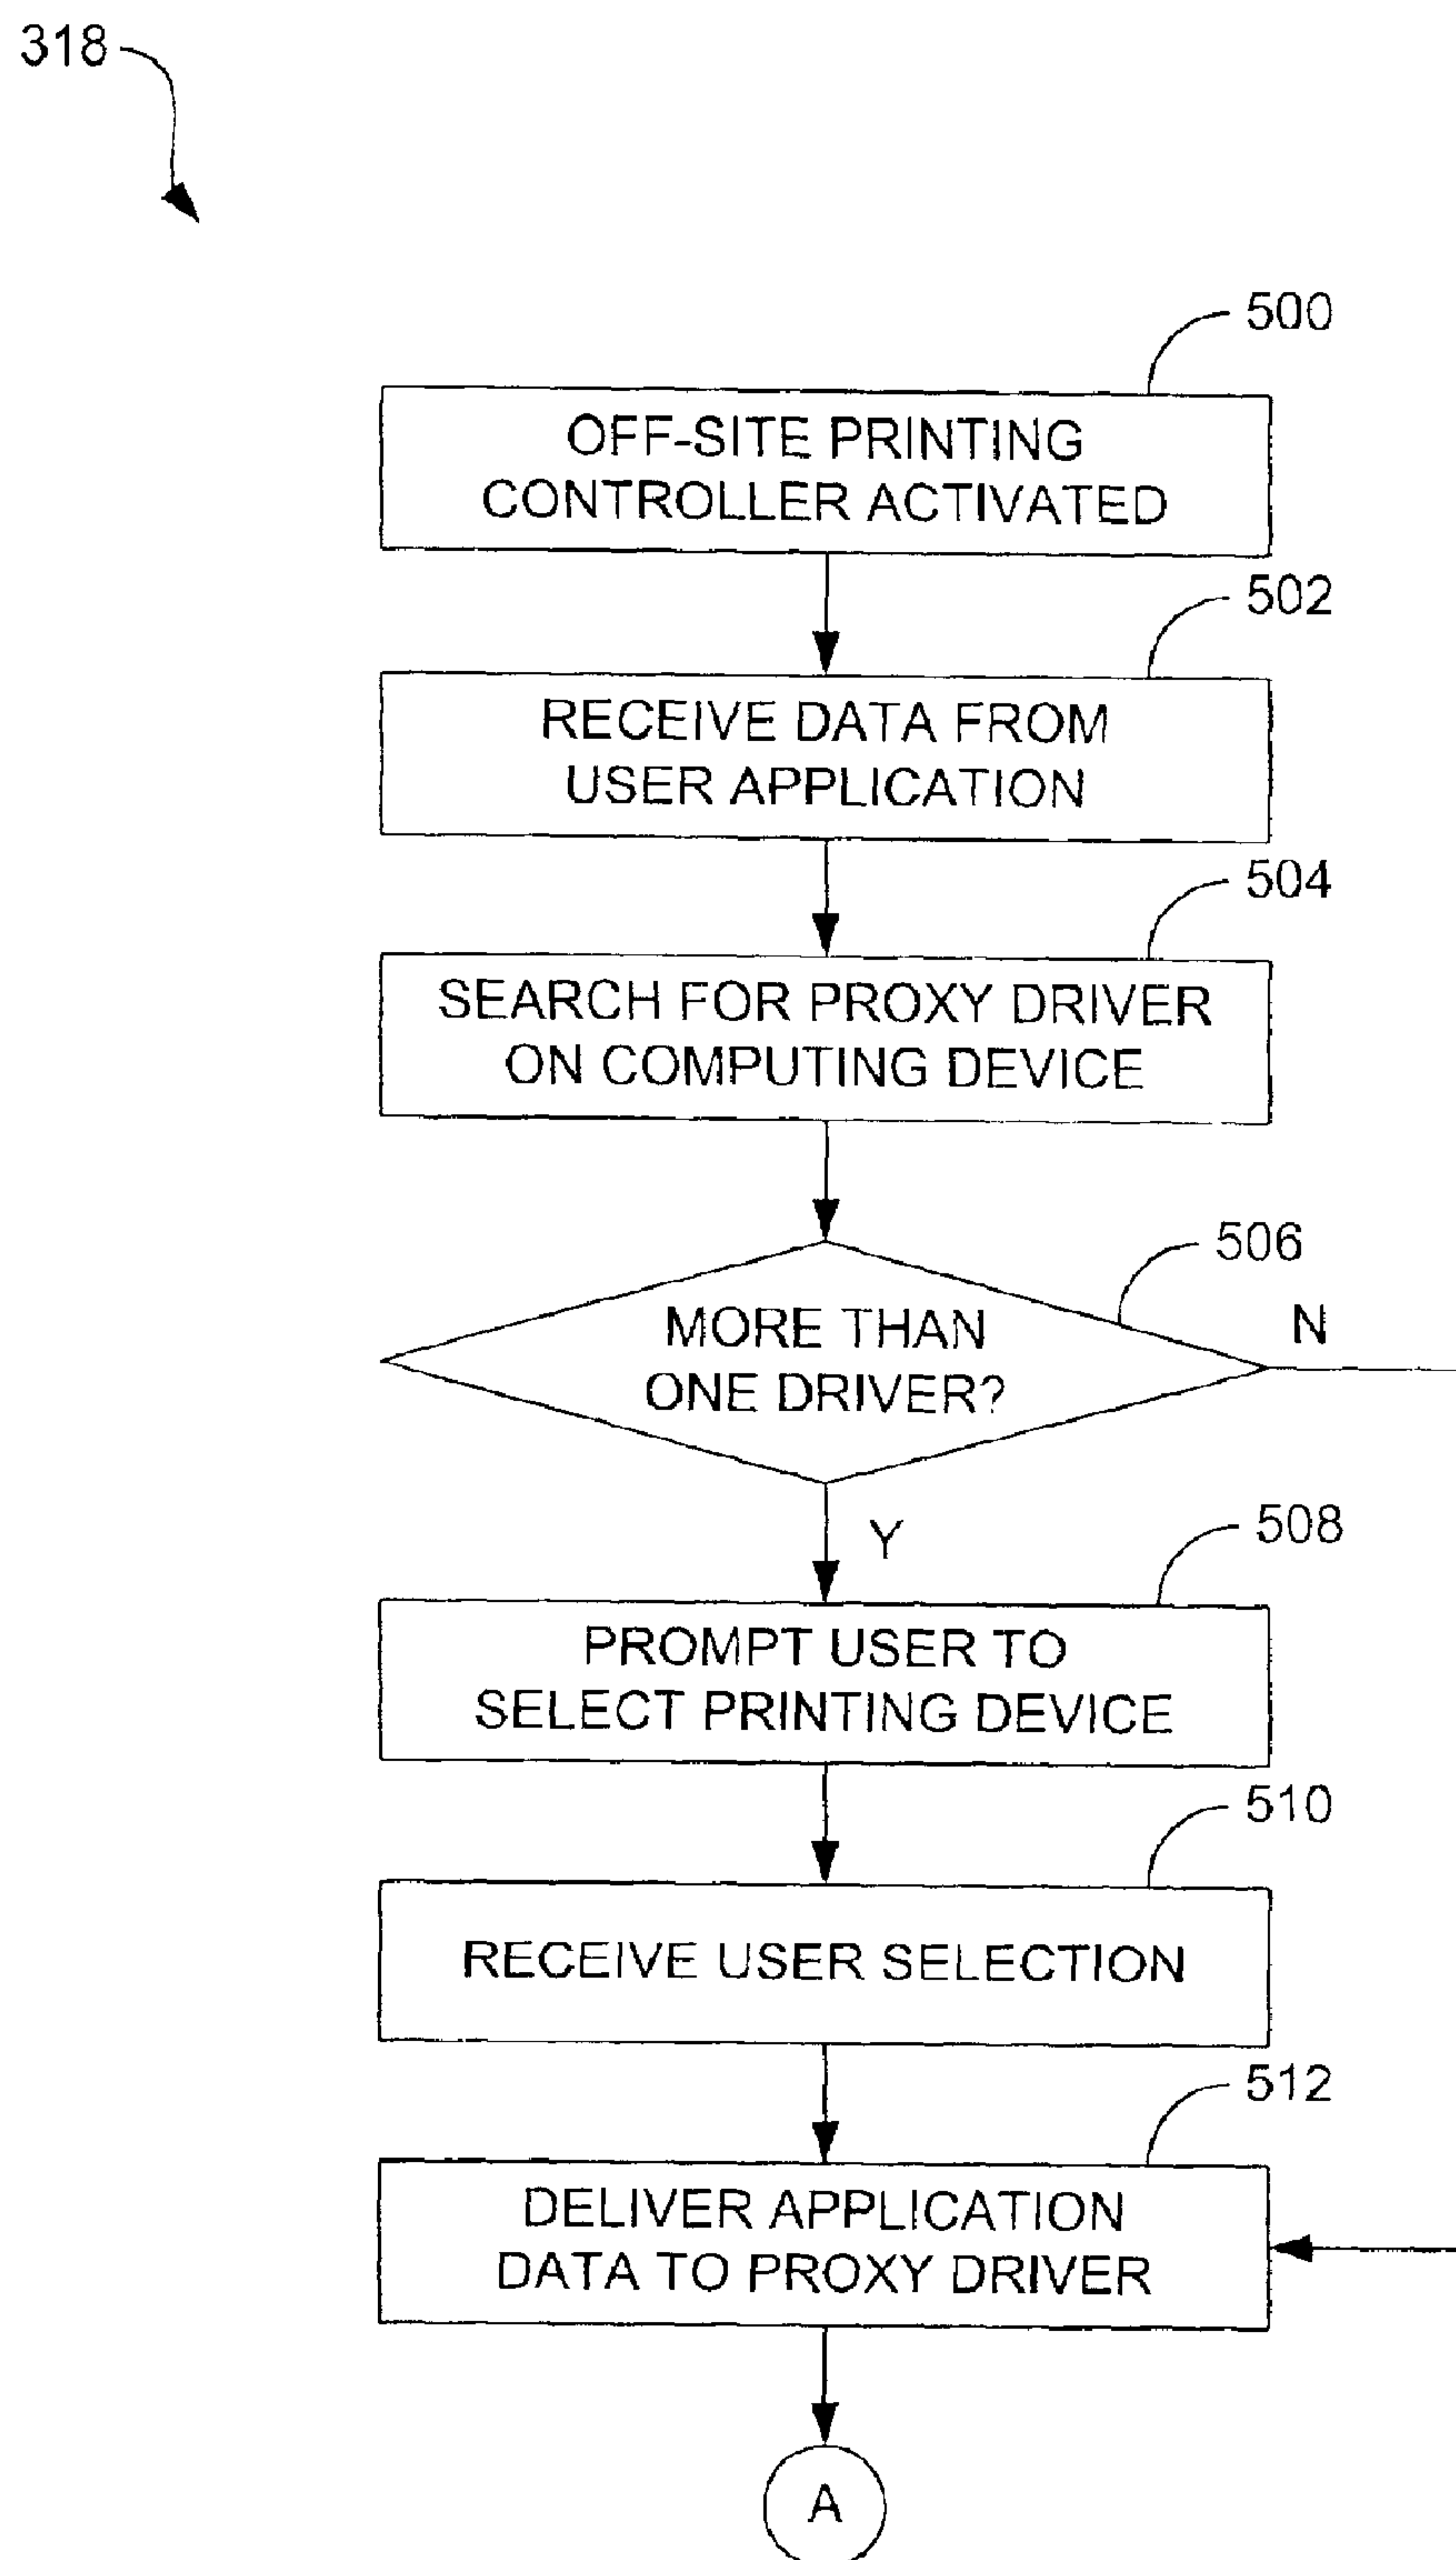 318
500
OFF-SITE PRINTING
CONTROLLER ACTIVATED
502
RECEIVE DATA FROM
USER APPLICATION
504
SEARCH FOR PROXY DRIVER
ON COMPUTING DEVICE
506
MORE THAN
ONE DRIVER?
N
Y
508
PROMPT USER TO
SELECT PRINTING DEVICE
510
RECEIVE USER SELECTION
512
DELIVER APPLICATION
DATA TO PROXY DRIVER
A